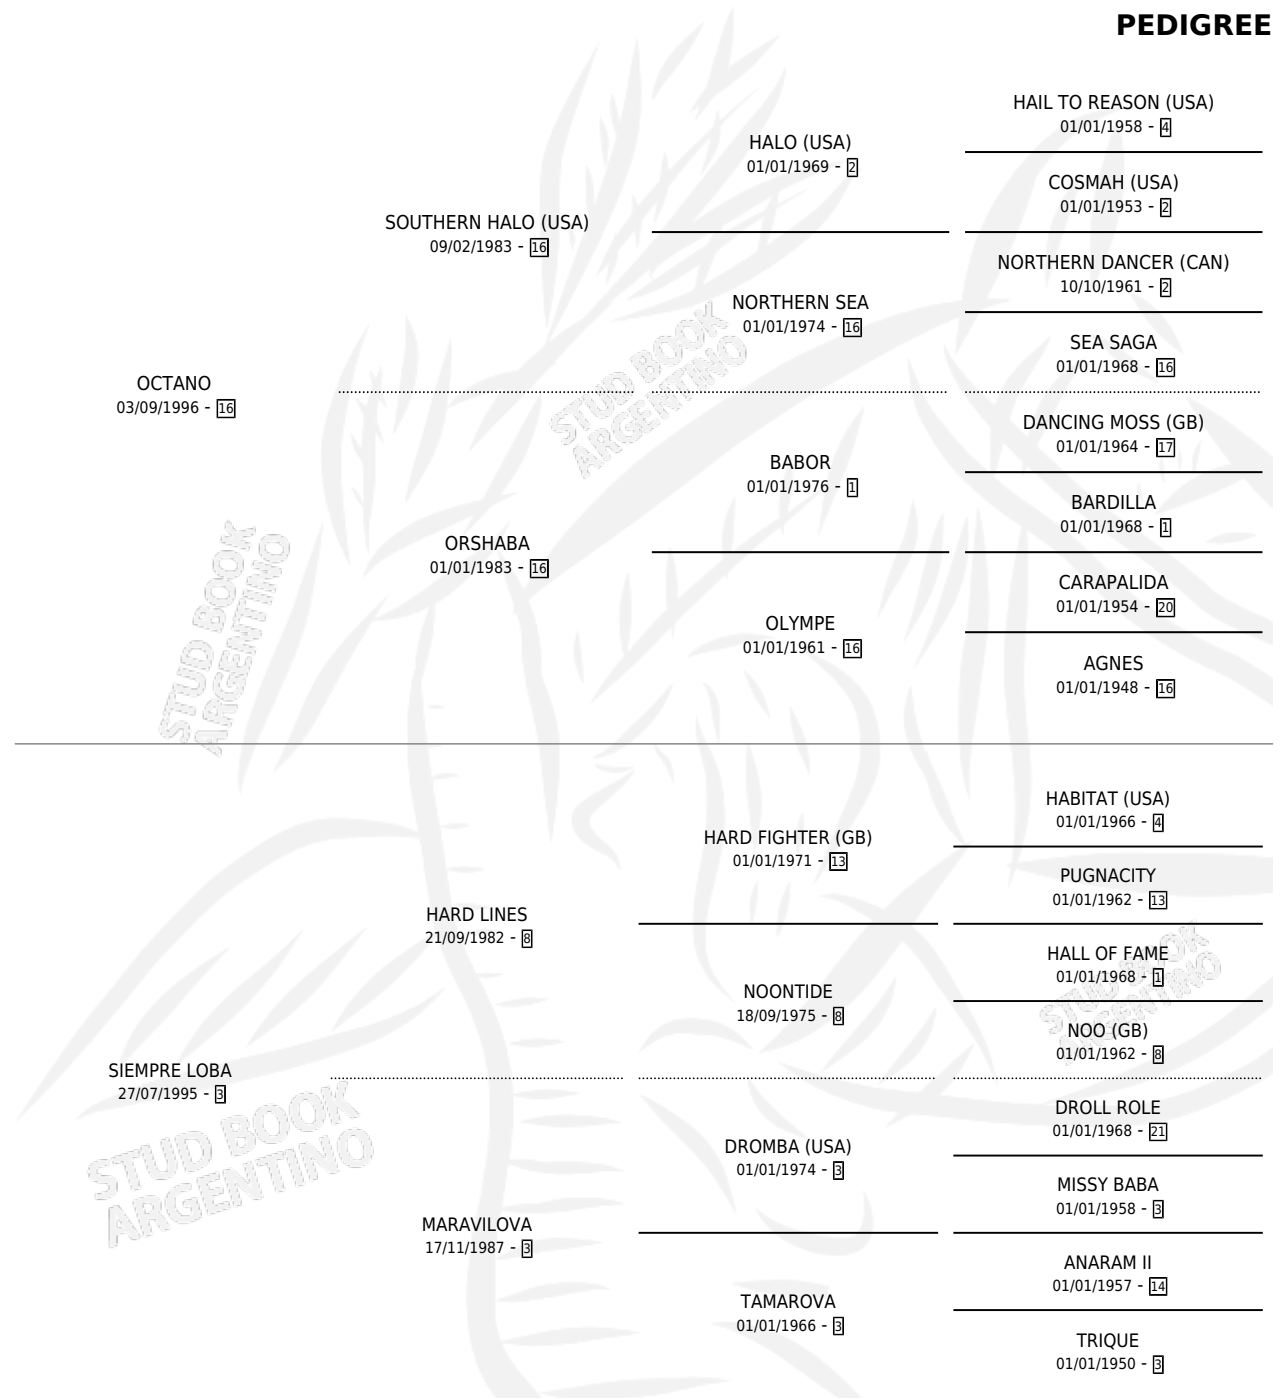 PEDIGREE
HAIL TO REASON (USA)
01/01/1958 - 4
HALO (USA)
01/01/1969 - 2
COSMAH (USA)
01/01/1953 - 2
SOUTHERN HALO (USA)
09/02/1983 - 16
NORTHERN DANCER (CAN)
10/10/1961 - 2
NORTHERN SEA
01/01/1974 - 16
SEA SAGA
01/01/1968 - 16
OCTANO
03/09/1996 - 16
STUD BOOK
ARGENTINO
DANCING MOSS (GB)
01/01/1964 - 17
BABOR
01/01/1976 - 1
BARDILLA
01/01/1968 - 1
ORSHABA
01/01/1983 - 16
CARAPALIDA
01/01/1954 - 20
OLYMPE
01/01/1961 - 16
AGNES
01/01/1948 - 16
STUD BOOK
ARGENTINO
HABITAT (USA)
01/01/1966 - 4
HARD FIGHTER (GB)
01/01/1971 - 13
PUGNACITY
01/01/1962 - 13
HARD LINES
21/09/1982 - 8
HALL OF FAME
01/01/1968 - 1
NOONTIDE
18/09/1975 - 8
NOO (GB)
01/01/1962 - 8
STUD BOOK
ARGENTINO
SIEMPRE LOBA
27/07/1995 - 3
DROLL ROLE
01/01/1968 - 21
DROMBA (USA)
01/01/1974 - 3
MISSY BABA
01/01/1958 - 3
STUD BOOK
ARGENTINO
MARAVILOVA
17/11/1987 - 3
ANARAM II
01/01/1957 - 14
TAMAROVA
01/01/1966 - 3
TRIQUE
01/01/1950 - 3